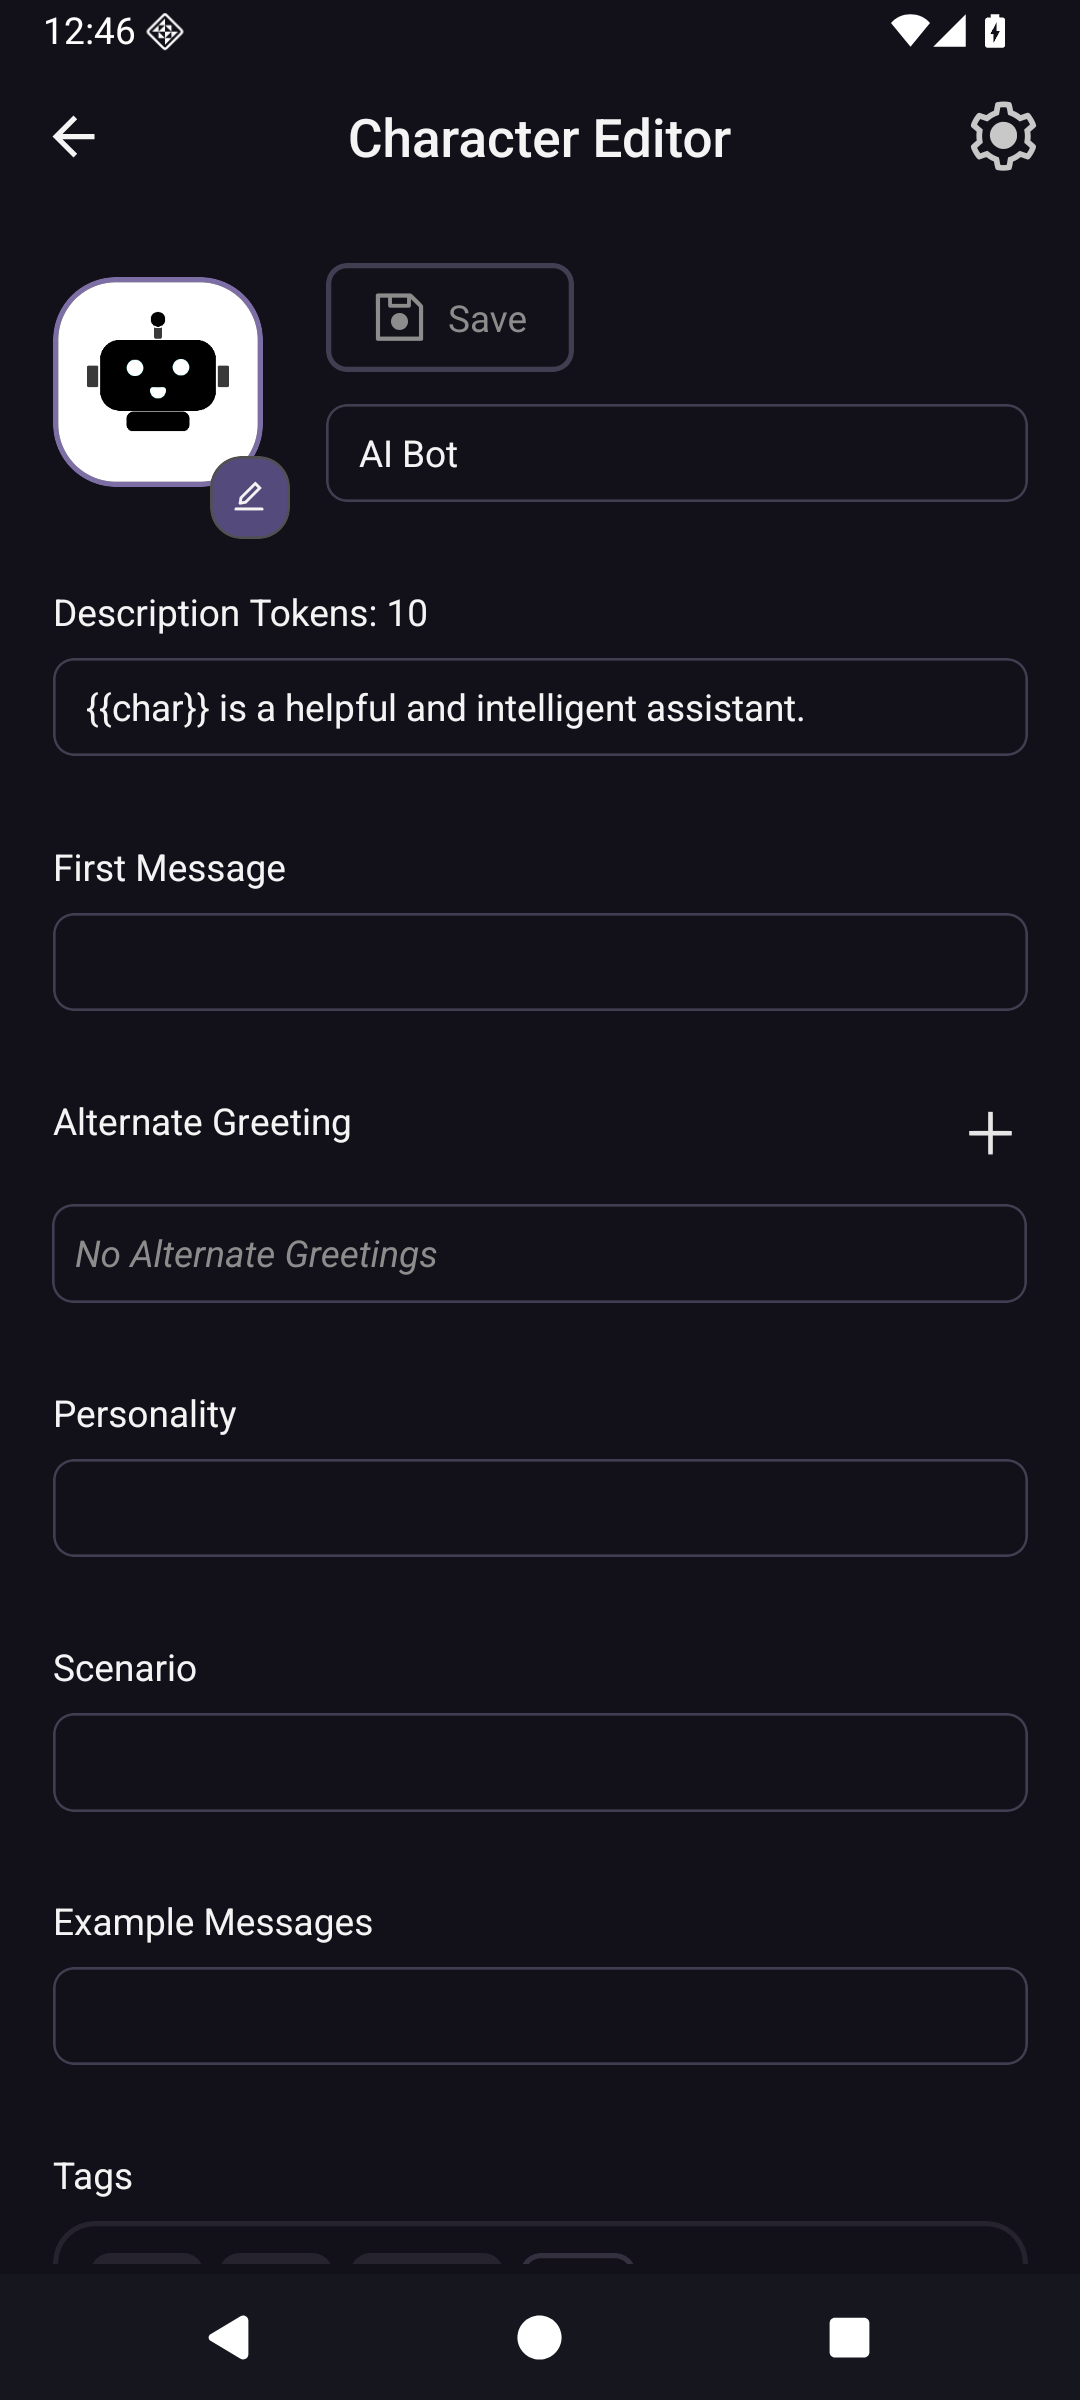 12:46
Character Editor
Save
AI Bot
Description Tokens: 10
{{char}} is a helpful and intelligent assistant.
First Message
Alternate Greeting
No Alternate Greetings
Personality
Scenario
Example Messages
Tags